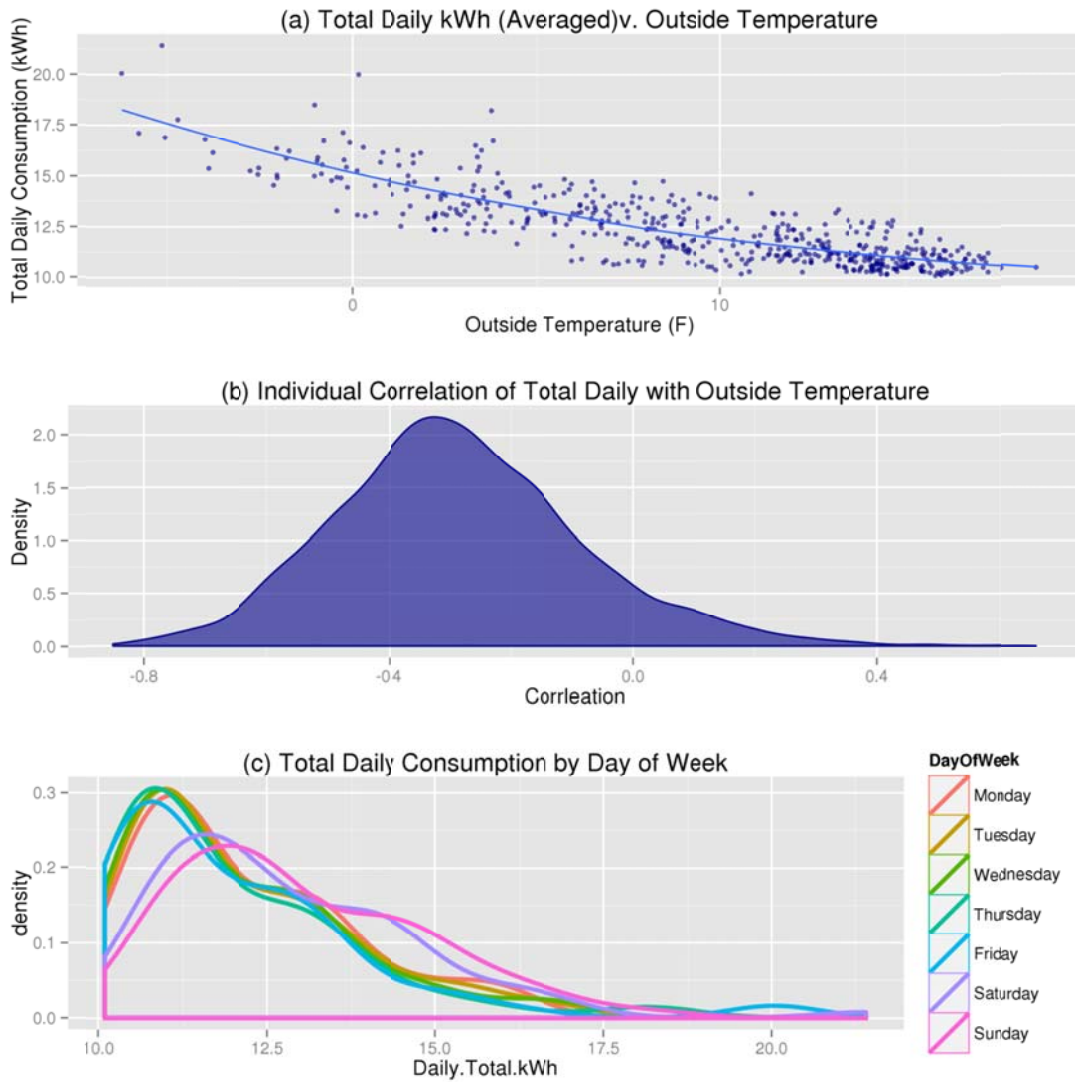 (a) Total Daily kWh (Averaged)v. Outside Temperature
Total Daily Consumption (kWh)
20.0
17.5
15.0
12.5
10.0
0
10
Outside Temperature (F)
(b) Individual Correlation of Total Daily with Outside Temperature
Density
2.0
1.5
1.0
0.5
0.0
-0.8
-04
0.0
0.4
Corrleation
(c) Total Daily Consumption by Day of Week
density
0.3
0.2
0.1
0.0
10.0
12.5
15.0
17.5
20.0
Daily.Total.kWh
DayOfWeek
Monday
Tuesday
Wednesday
Thursday
Friday
Saturday
Sunday